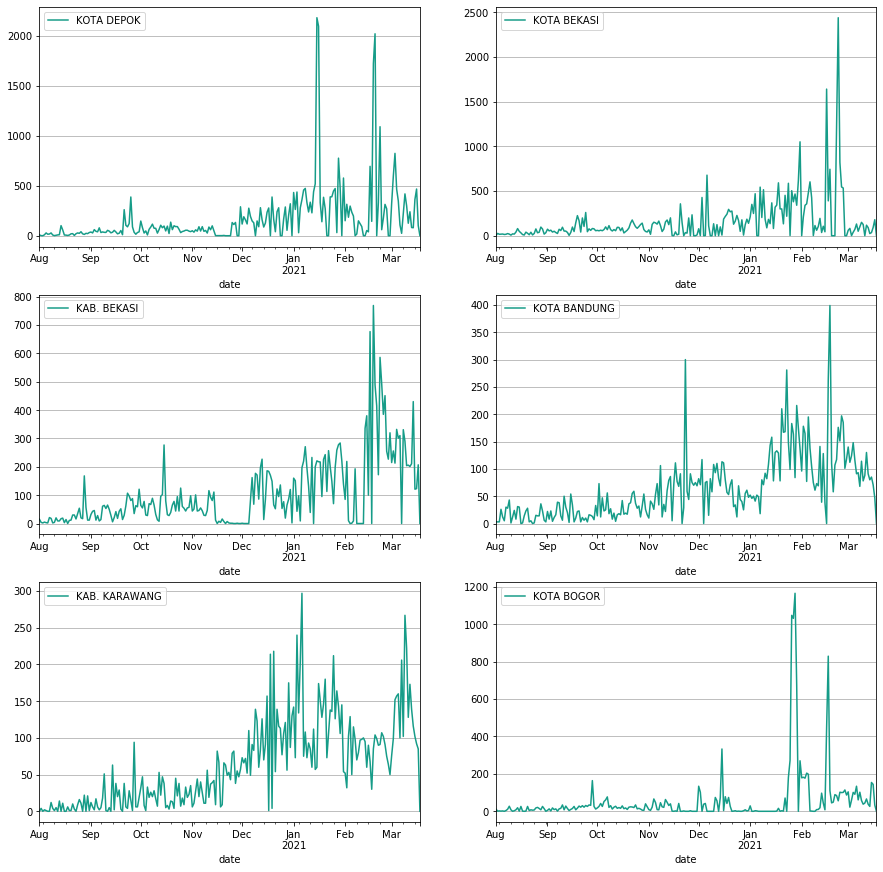 KOTA DEPOK
2000
1500
1000
500
0
Aug Sep Oct Nov Dec Jan Feb Mar
2021
date
KOTA BEKASI
2500
2000
1500
1000
500
0
Aug Sep Oct Nov Dec Jan Feb Mar
2021
date
KAB. BEKASI
800
700
600
500
400
300
200
100
0
Aug Sep Oct Nov Dec Jan Feb Mar
2021
date
KOTA BANDUNG
400
350
300
250
200
150
100
50
0
Aug Sep Oct Nov Dec Jan Feb Mar
2021
date
KAB. KARAWANG
300
250
200
150
100
50
0
Aug Sep Oct Nov Dec Jan Feb Mar
2021
date
KOTA BOGOR
1200
1000
800
600
400
200
0
Aug Sep Oct Nov Dec Jan Feb Mar
2021
date